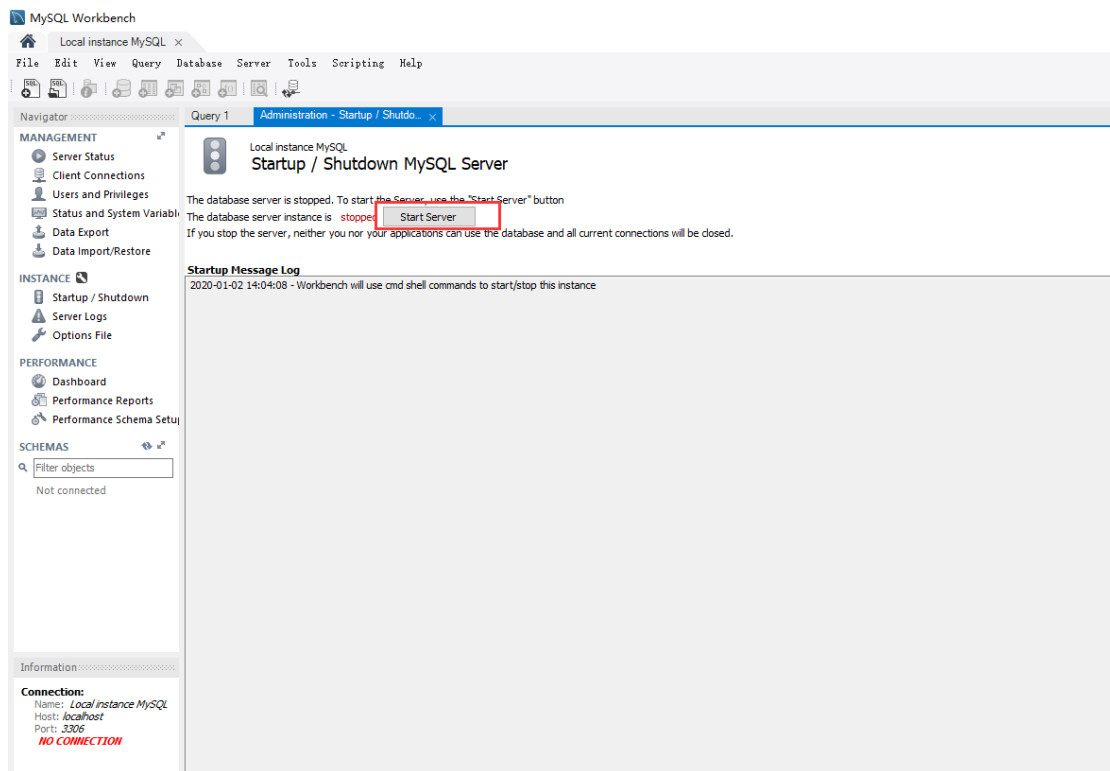 MySQL Workbench
Local instance MySQL ×
File Edit View Query Database Server Tools Scripting Help
Navigator
MANAGEMENT
Server Status
Client Connections
Users and Privileges
Status and System Variabl
Data Export
Data Import/Restore
INSTANCE
Startup / Shutdown
Server Logs
Options File
PERFORMANCE
Dashboard
Performance Reports
Performance Schema Setu
SCHEMAS
Filter objects
Not connected
Information
Connection:
Name: Local instance MySQL
Host: localhost
Port: 3306
NO CONNECTION
Query 1
Administration - Startup / Shutdo... ×
Local instance MySQL
Startup / Shutdown MySQL Server
The database server is stopped. To start the Server, use the "Start Server" button
The database server instance is stopped Start Server
If you stop the server, neither you nor your applications can use the database and all current connections will be closed.
Startup Message Log
2020-01-02 14:04:08 - Workbench will use cmd shell commands to start/stop this instance